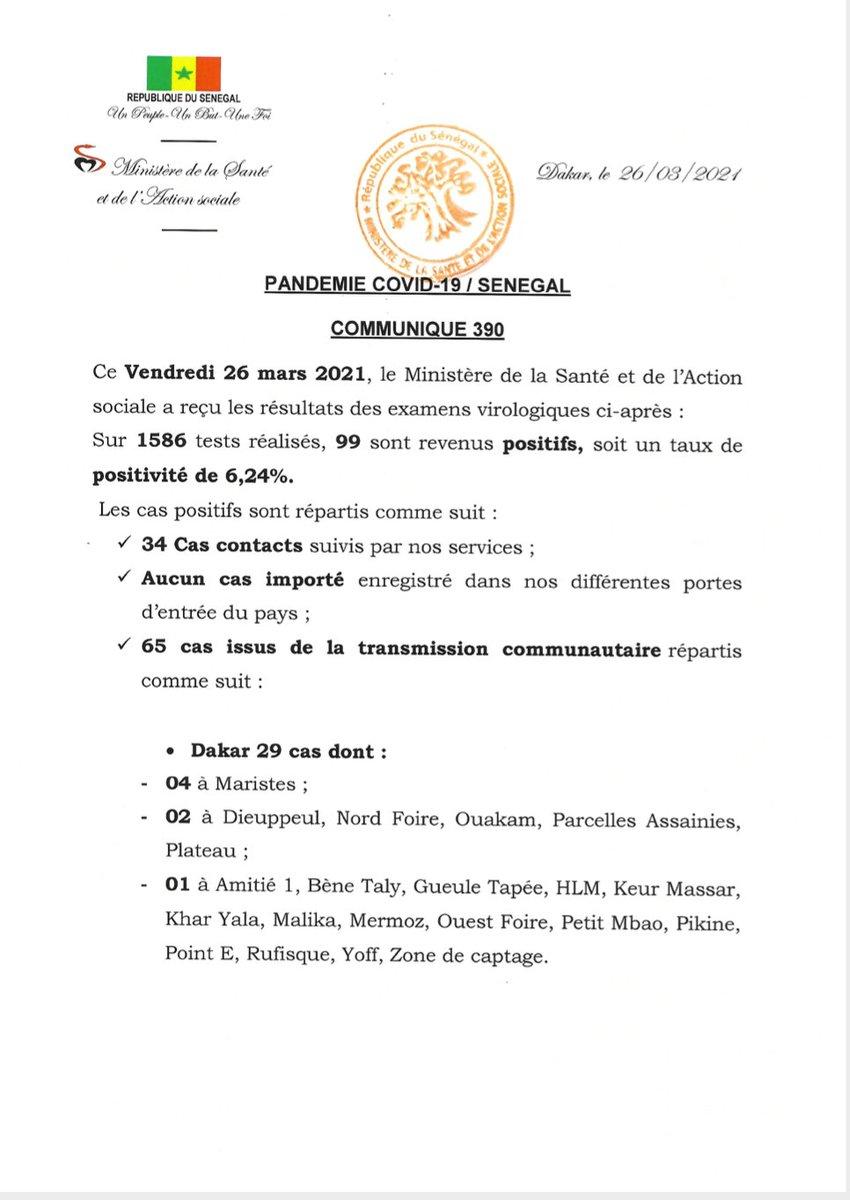 REPUBLIQUE DU SENEGAL
Un Peuple-Un But-Une Foi
Ministère de la Santé
et de l'Action sociale
★ République du Sénégal ★
MINISTERE DE LA SANTE ET DE L'ACTION SOCIALE
Dakar, le 26/03/2021
PANDEMIE COVID-19 / SENEGAL
COMMUNIQUE 390
Ce Vendredi 26 mars 2021, le Ministère de la Santé et de l'Action
sociale a reçu les résultats des examens virologiques ci-après :
Sur 1586 tests réalisés, 99 sont revenus positifs, soit un taux de
positivité de 6,24%.
Les cas positifs sont répartis comme suit :
✓ 34 Cas contacts suivis par nos services ;
✓ Aucun cas importé enregistré dans nos différentes portes
d'entrée du pays ;
✓ 65 cas issus de la transmission communautaire répartis
comme suit :
• Dakar 29 cas dont :
- 04 à Maristes ;
- 02 à Dieuppeul, Nord Foire, Ouakam, Parcelles Assainies,
Plateau ;
- 01 à Amitié 1, Bène Taly, Gueule Tapée, HLM, Keur Massar,
Khar Yala, Malika, Mermoz, Ouest Foire, Petit Mbao, Pikine,
Point E, Rufisque, Yoff, Zone de captage.